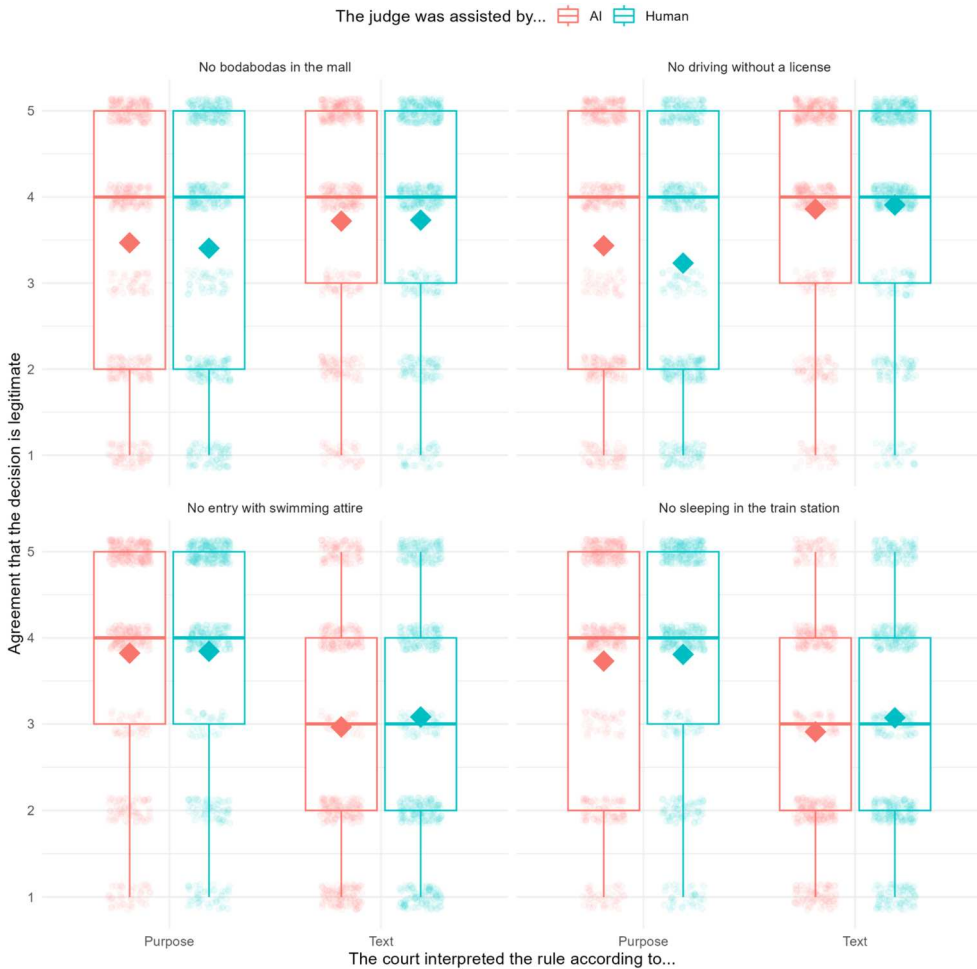 The judge was assisted by... AI Human
No bodabodas in the mall No driving without a license
5
4
3
2
1
No entry with swimming attire No sleeping in the train station
5
4
3
2
1
Agreement that the decision is legitimate
Purpose Text Purpose Text
The court interpreted the rule according to...